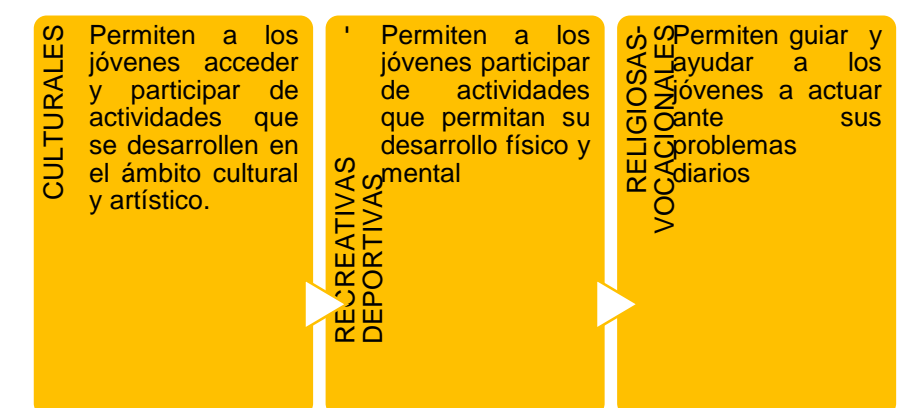 CULTURALES
Permiten a los
jóvenes acceder
y participar de
actividades que
se desarrollen en
el ámbito cultural
y artístico.
RECREATIVAS -
DEPORTIVAS
Permiten a los
jóvenes participar
de actividades
que permitan su
desarrollo físico y
mental
RELIGIOSAS-
VOCACIONALES
Permiten guiar y
ayudar a los
jóvenes a actuar
ante sus
problemas
diarios